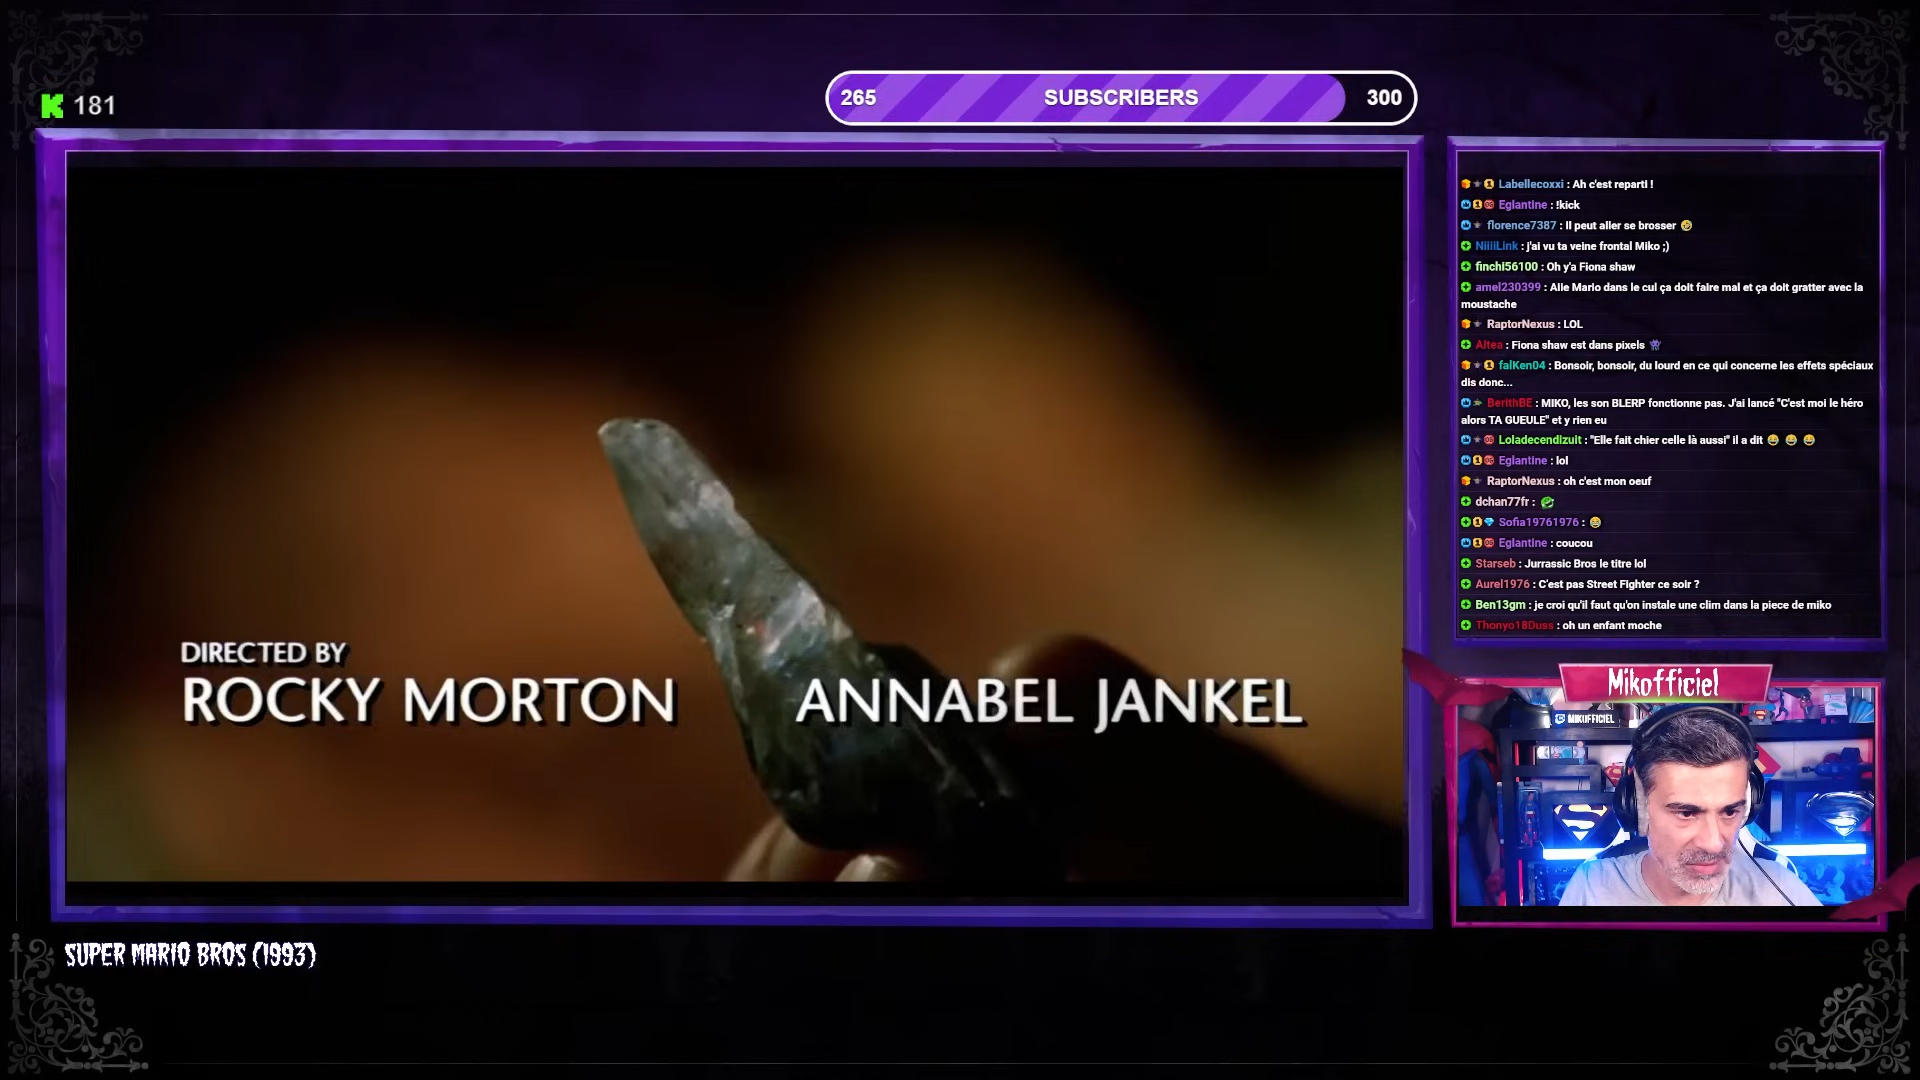 181
265 SUBSCRIBERS 300
DIRECTED BY
ROCKY MORTON ANNABEL JANKEL
SUPER MARIO BROS (1993)
Labellecoxxi : Ah c'est reparti !
Eglantine : !kick
florence7387 : Il peut aller se brosser
NiiiiLink : j'ai vu ta veine frontal Miko ;)
finchi56100 : Oh y'a Fiona shaw
amel230399 : Aïe Mario dans le cul ça doit faire mal et ça doit gratter avec la
moustache
RaptorNexus : LOL
Altea : Fiona shaw est dans pixels 👾
falKen04 : Bonsoir, bonsoir, du lourd en ce qui concerne les effets spéciaux
dis donc...
BerithBE : MIKO, les son BLERP fonctionne pas. J'ai lancé "C'est moi le héro
alors TA GUEULE" et y rien eu
Loladecendizuit : "Elle fait chier celle là aussi" il a dit 😂 😂 😂
Eglantine : lol
RaptorNexus : oh c'est mon oeuf
dchan77fr :
Sofia19761976 : 😂
Eglantine : coucou
Starseb : Jurrassic Bros le titre lol
Aurel1976 : C'est pas Street Fighter ce soir ?
Ben13gm : je croi qu'il faut qu'on instale une clim dans la piece de miko
Thonyo18Duss : oh un enfant moche
Mikofficiel
MIKOFFICIEL